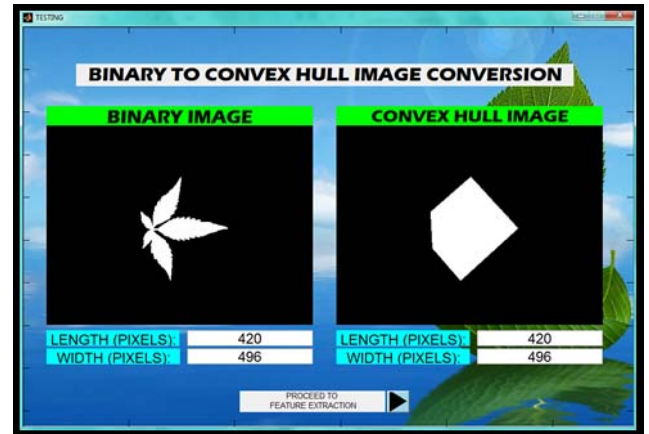 TESTING
BINARY TO CONVEX HULL IMAGE CONVERSION
BINARY IMAGE
CONVEX HULL IMAGE
LENGTH (PIXELS): 420
WIDTH (PIXELS): 496
LENGTH (PIXELS): 420
WIDTH (PIXELS): 496
PROCEED TO
FEATURE EXTRACTION